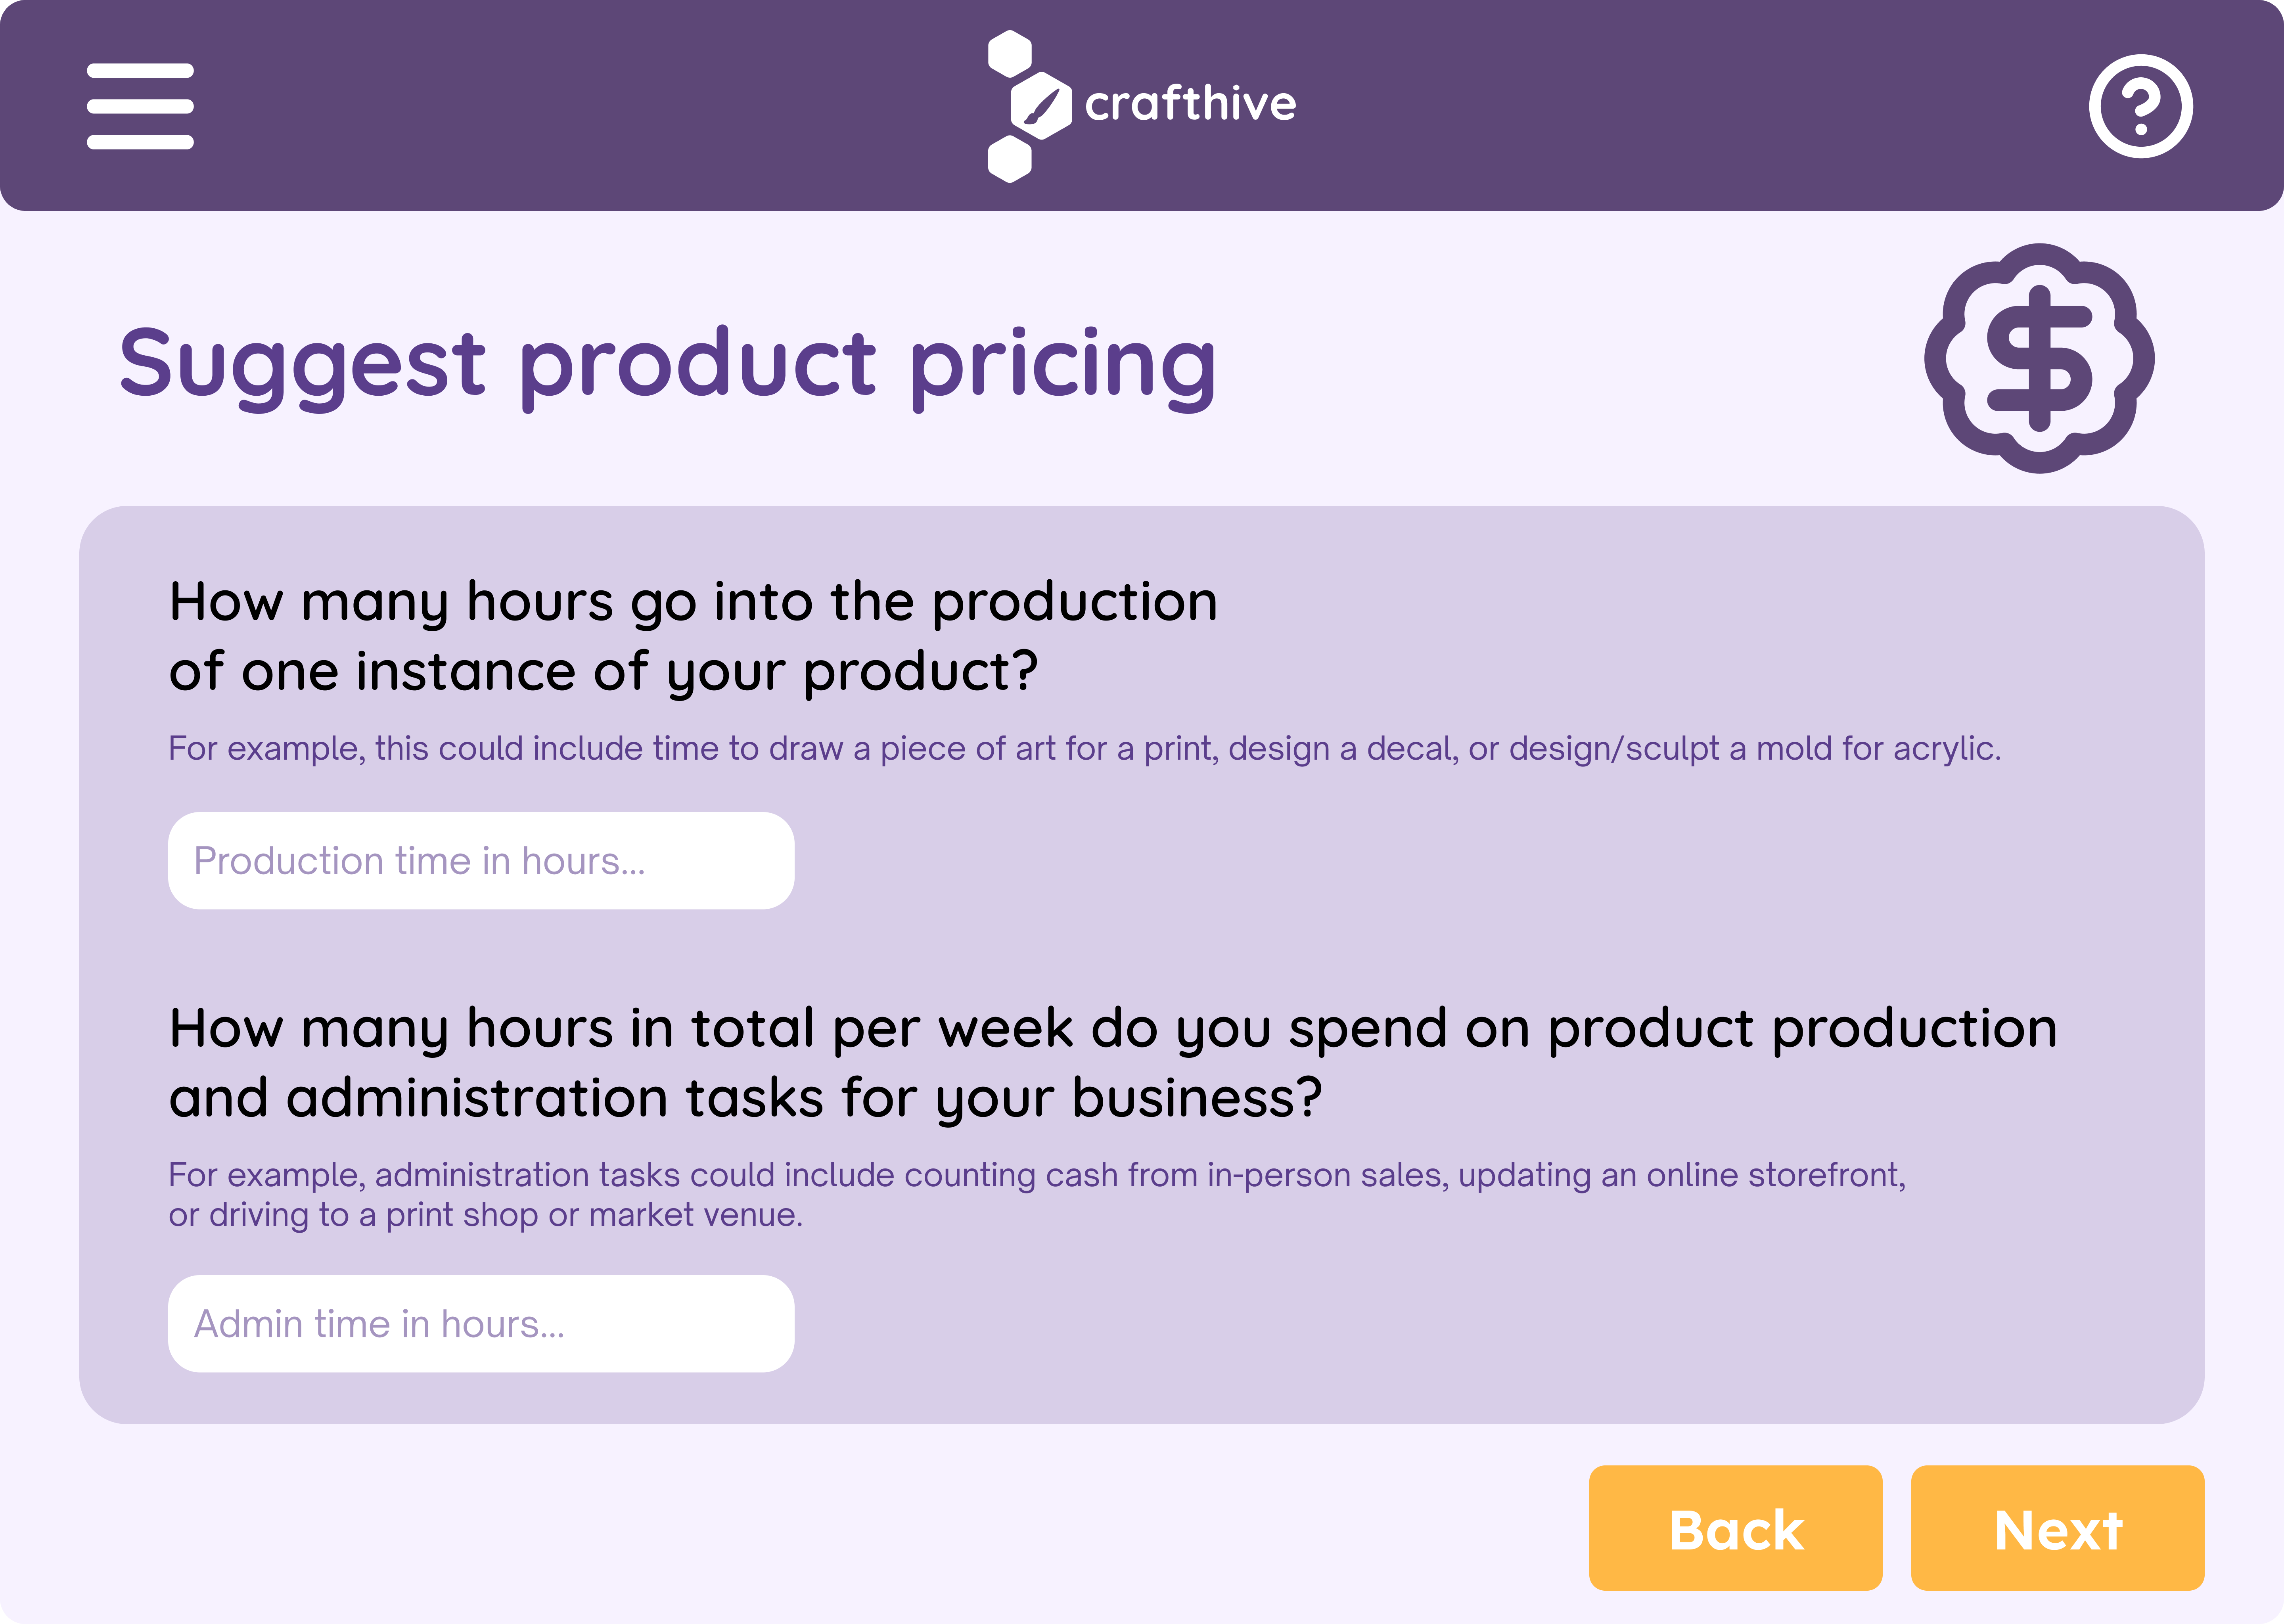 crafthive
Suggest product pricing
How many hours go into the production
of one instance of your product?
For example, this could include time to draw a piece of art for a print, design a decal, or design/sculpt a mold for acrylic.
Production time in hours...
How many hours in total per week do you spend on product production
and administration tasks for your business?
For example, administration tasks could include counting cash from in-person sales, updating an online storefront,
or driving to a print shop or market venue.
Admin time in hours...
Back
Next